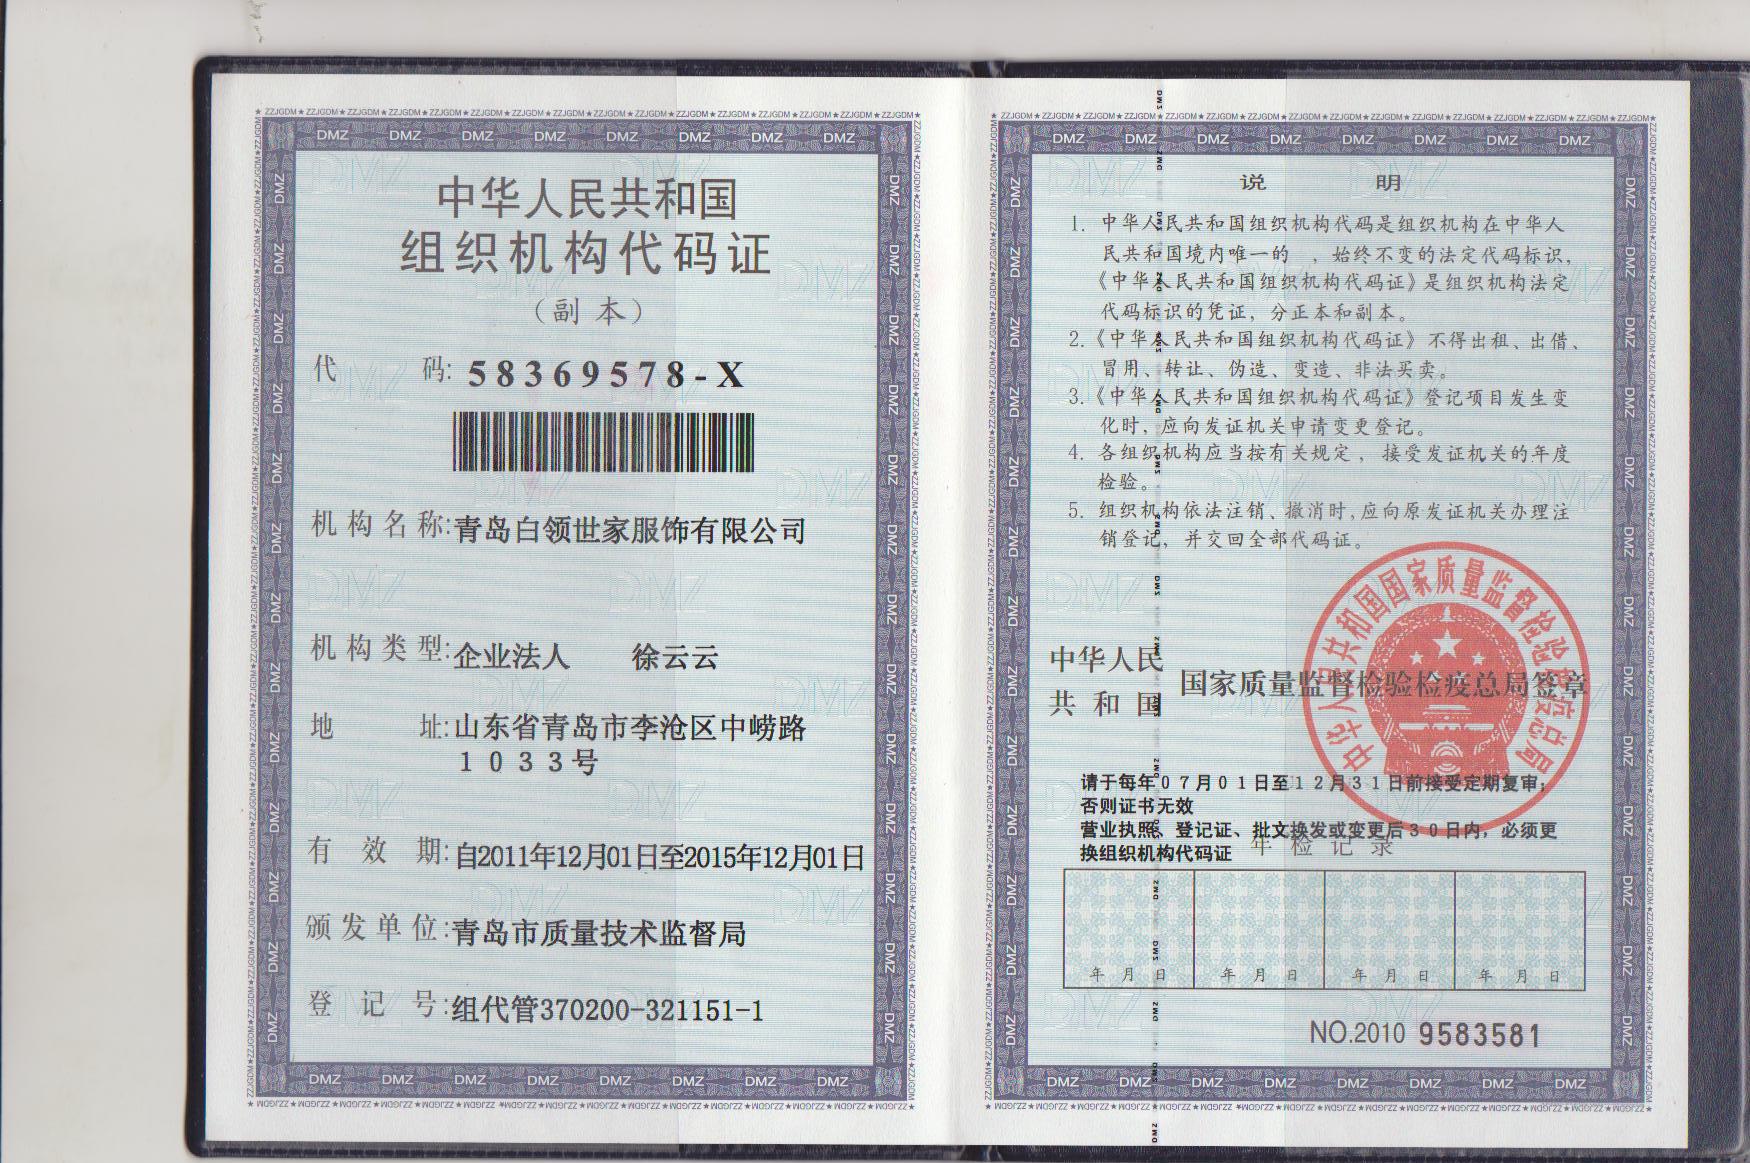 中华人民共和国
组织机构代码证
（副 本）
代 码: 58369578-X
机构名称: 青岛白领世家服饰有限公司
机构类型: 企业法人 徐云云
地 址: 山东省青岛市李沧区中崂路
1033号
有 效 期: 自2011年12月01日至2015年12月01日
颁发单位: 青岛市质量技术监督局
登 记 号: 组代管370200-321151-1
说 明
1. 中华人民共和国组织机构代码是组织机构在中华人
民共和国境内唯一的 ，始终不变的法定代码标识，
《中华人民共和国组织机构代码证》是组织机构法定
代码标识的凭证，分正本和副本。
2.《中华人民共和国组织机构代码证》不得出租、出借、
冒用、转让、伪造、变造、非法买卖。
3.《中华人民共和国组织机构代码证》登记项目发生变
化时，应向发证机关申请变更登记。
4. 各组织机构应当按有关规定，接受发证机关的年度
检验。
5. 组织机构依法注销、撤消时,应向原发证机关办理注
销登记，并交回全部代码证。
中华人民共和国国家质量监督检验检疫总局
中华人民
共和国 国家质量监督检验检疫总局签章
请于每年07月01日至12月31日前接受定期复审；
否则证书无效
营业执照、登记证、批文换发或变更后30日内，必须更
换组织机构代码证
年检记录
年 月 日 年 月 日 年 月 日 年 月 日
NO.2010 9583581